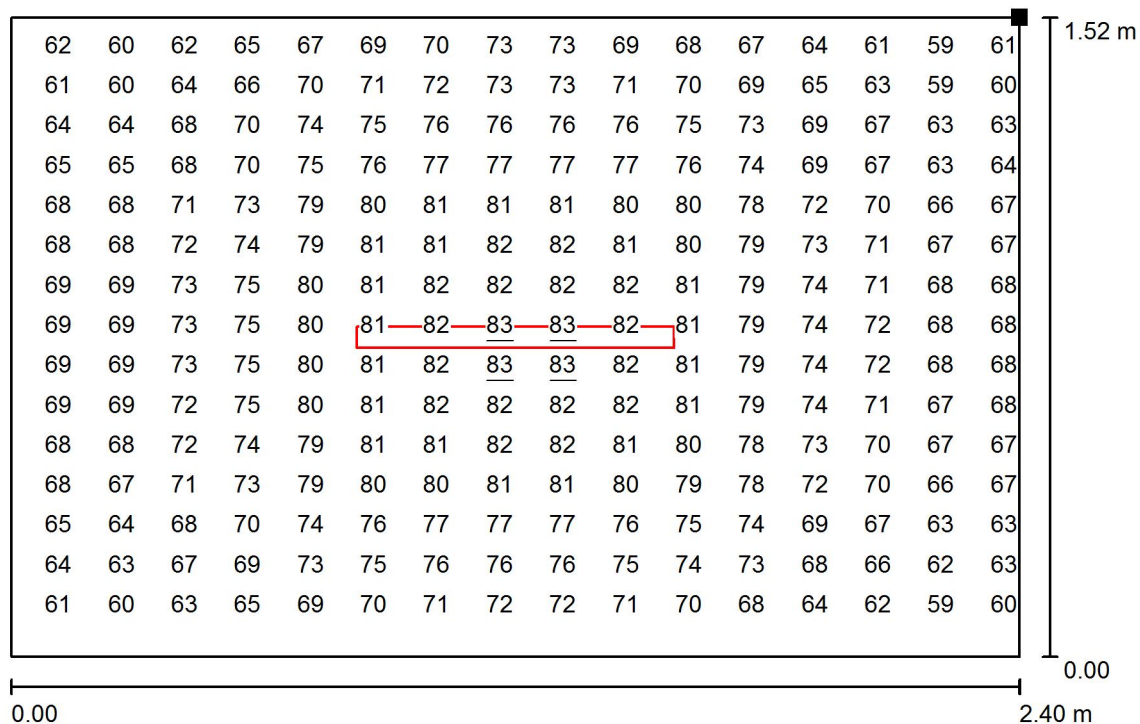 1.52 m
62 60 62 65 67 69 70 73 73 69 68 67 64 61 59 61
61 60 64 66 70 71 72 73 73 71 70 69 65 63 59 60
64 64 68 70 74 75 76 76 76 76 75 73 69 67 63 63
65 65 68 70 75 76 77 77 77 77 76 74 69 67 63 64
68 68 71 73 79 80 81 81 81 80 80 78 72 70 66 67
68 68 72 74 79 81 81 82 82 81 80 79 73 71 67 67
69 69 73 75 80 81 82 82 82 82 81 79 74 71 68 68
69 69 73 75 80 81 82 83 83 82 81 79 74 72 68 68
69 69 73 75 80 81 82 83 83 82 81 79 74 72 68 68
69 69 72 75 80 81 82 82 82 82 81 79 74 71 67 68
68 68 72 74 79 81 81 82 82 81 80 78 73 70 67 67
68 67 71 73 79 80 80 81 81 80 79 78 72 70 66 67
65 64 68 70 74 76 77 77 77 76 75 74 69 67 63 63
64 63 67 69 73 75 76 76 76 75 74 73 68 66 62 63
61 60 63 65 69 70 71 72 72 71 70 68 64 62 59 60
0.00
0.00 2.40 m